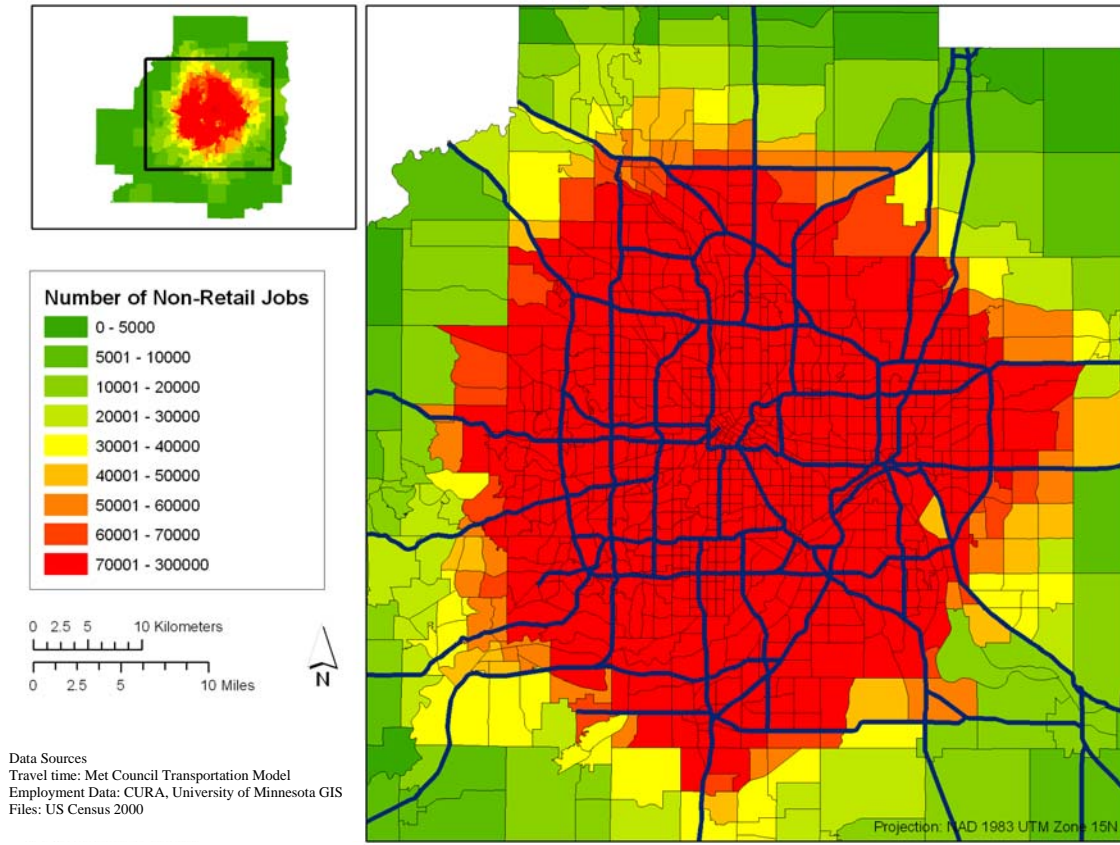 Number of Non-Retail Jobs
0 - 5000
5001 - 10000
10001 - 20000
20001 - 30000
30001 - 40000
40001 - 50000
50001 - 60000
60001 - 70000
70001 - 300000
0 2.5 5 10 Kilometers
0 2.5 5 10 Miles
N
Data Sources
Travel time: Met Council Transportation Model
Employment Data: CURA, University of Minnesota GIS
Files: US Census 2000
Projection: NAD 1983 UTM Zone 15N